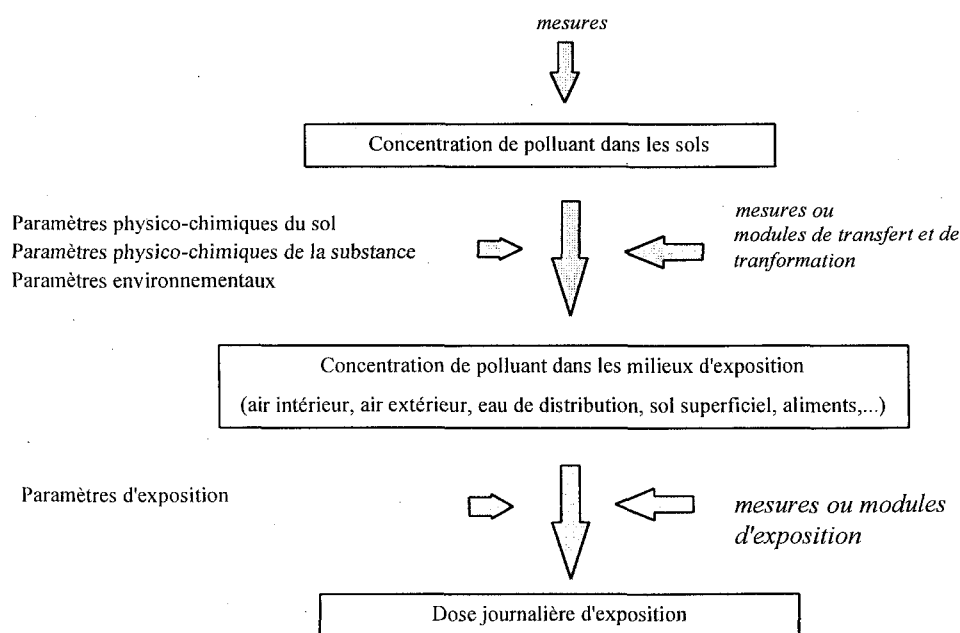 mesures
Concentration de polluant dans les sols
Paramètres physico-chimiques du sol
Paramètres physico-chimiques de la substance
Paramètres environnementaux
mesures ou
modules de transfert et de
tranformation
Concentration de polluant dans les milieux d'exposition
(air intérieur, air extérieur, eau de distribution, sol superficiel, aliments,...)
Paramètres d'exposition
mesures ou modules
d'exposition
Dose journalière d'exposition